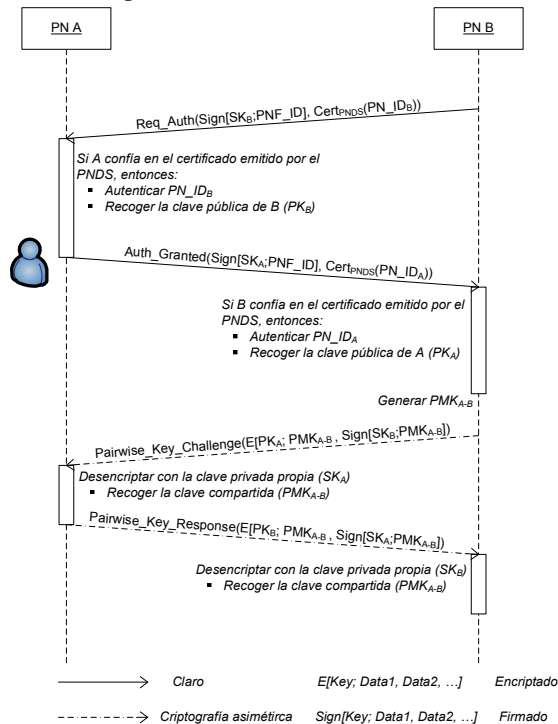 PN A
PN B
Req_Auth(Sign[SKB;PNF_ID], CertPNDS(PN_IDB))
Si A confía en el certificado emitido por el
PNDS, entonces:
▪ Autenticar PN_IDB
▪ Recoger la clave pública de B (PKB)
Auth_Granted(Sign[SKA;PNF_ID], CertPNDS(PN_IDA))
Si B confía en el certificado emitido por el
PNDS, entonces:
▪ Autenticar PN_IDA
▪ Recoger la clave pública de A (PKA)
Generar PMKA-B
Pairwise_Key_Challenge(E[PKA; PMKA-B , Sign[SKB;PMKA-B])
Desencriptar con la clave privada propia (SKA)
▪ Recoger la clave compartida (PMKA-B)
Pairwise_Key_Response(E[PKB; PMKA-B , Sign[SKA;PMKA-B])
Desencriptar con la clave privada propia (SKB)
▪ Recoger la clave compartida (PMKA-B)
Claro E[Key; Data1, Data2, …] Encriptado
Criptografía asimétirca Sign[Key; Data1, Data2, …] Firmado